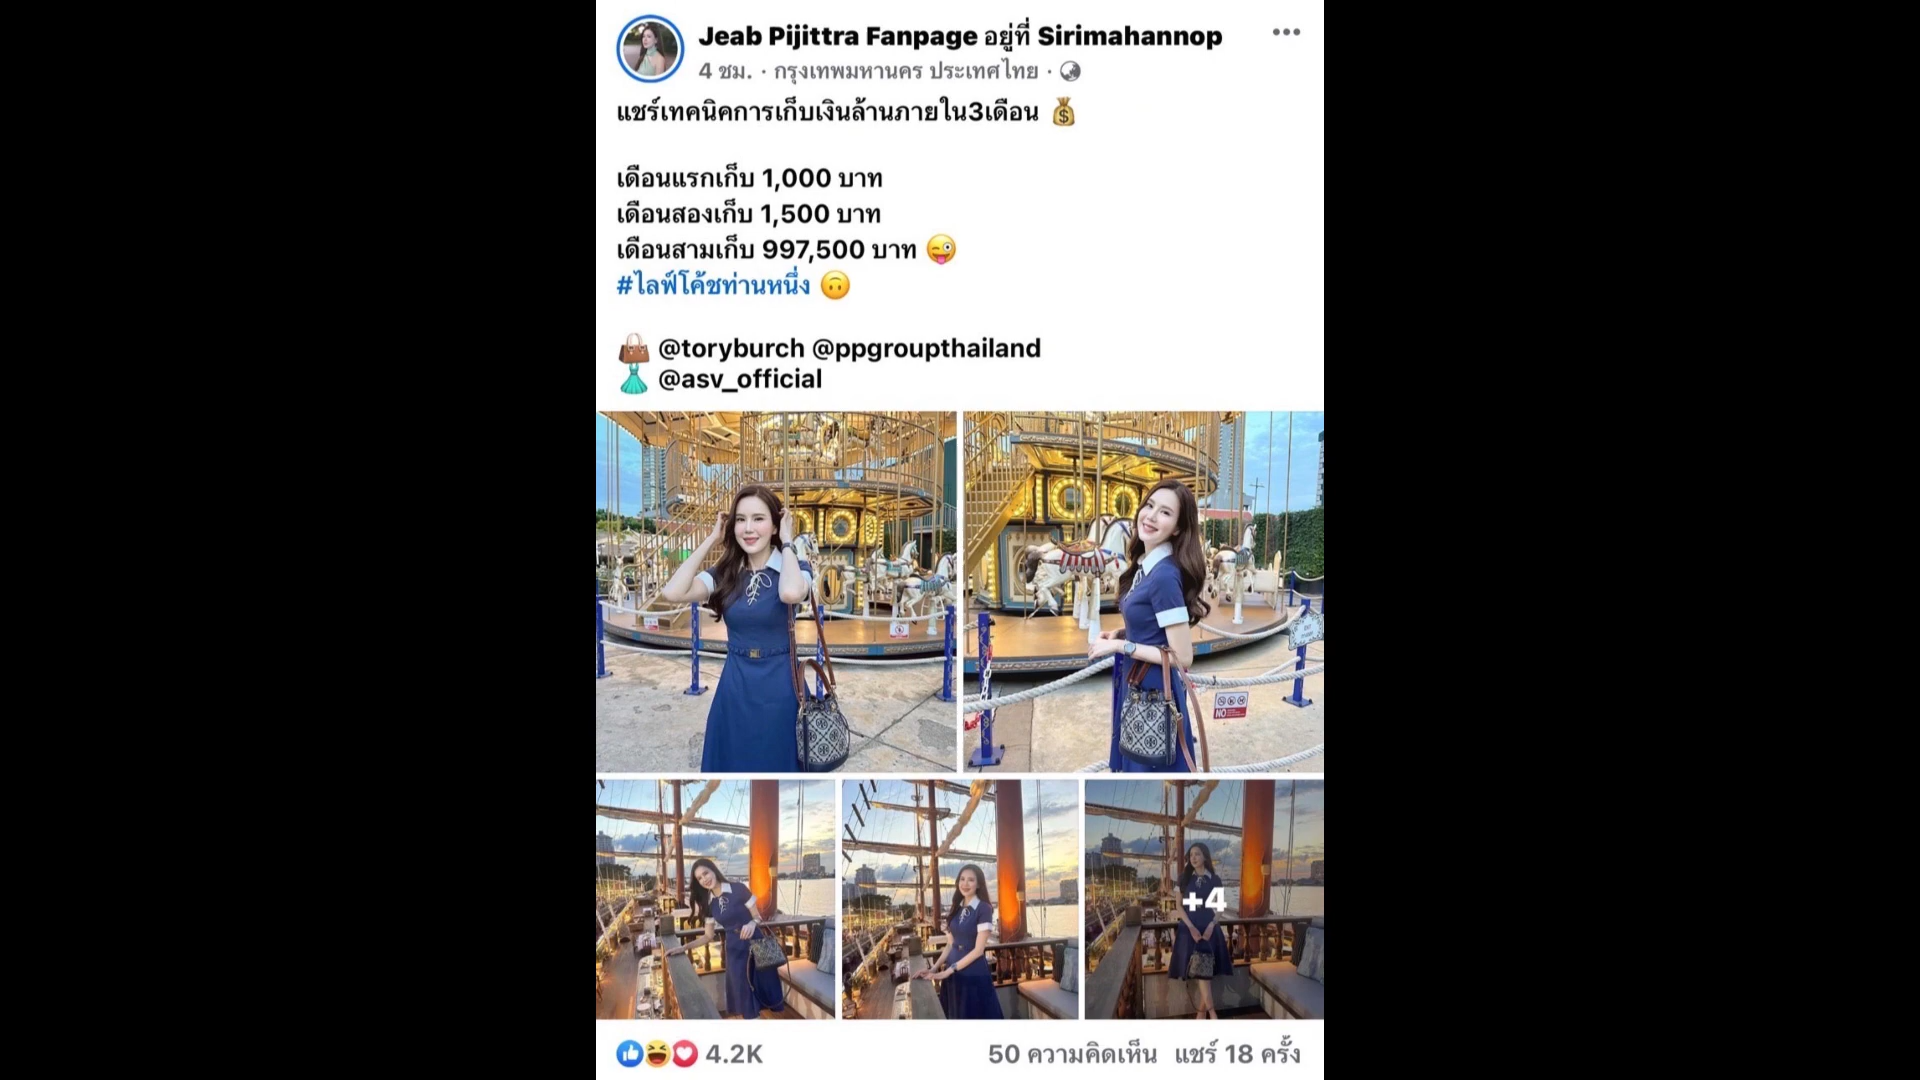 Jeab Pijittra Fanpage อยู่ที่ Sirimahannop
4 ชม. · กรุงเทพมหานคร ประเทศไทย ·
แชร์เทคนิคการเก็บเงินล้านภายใน3เดือน
เดือนแรกเก็บ 1,000 บาท
เดือนสองเก็บ 1,500 บาท
เดือนสามเก็บ 997,500 บาท
#ไลฟ์โค้ชท่านหนึ่ง
@toryburch @ppgroupthailand
@asv_official
NO
+4
4.2K
50 ความคิดเห็น แชร์ 18 ครั้ง